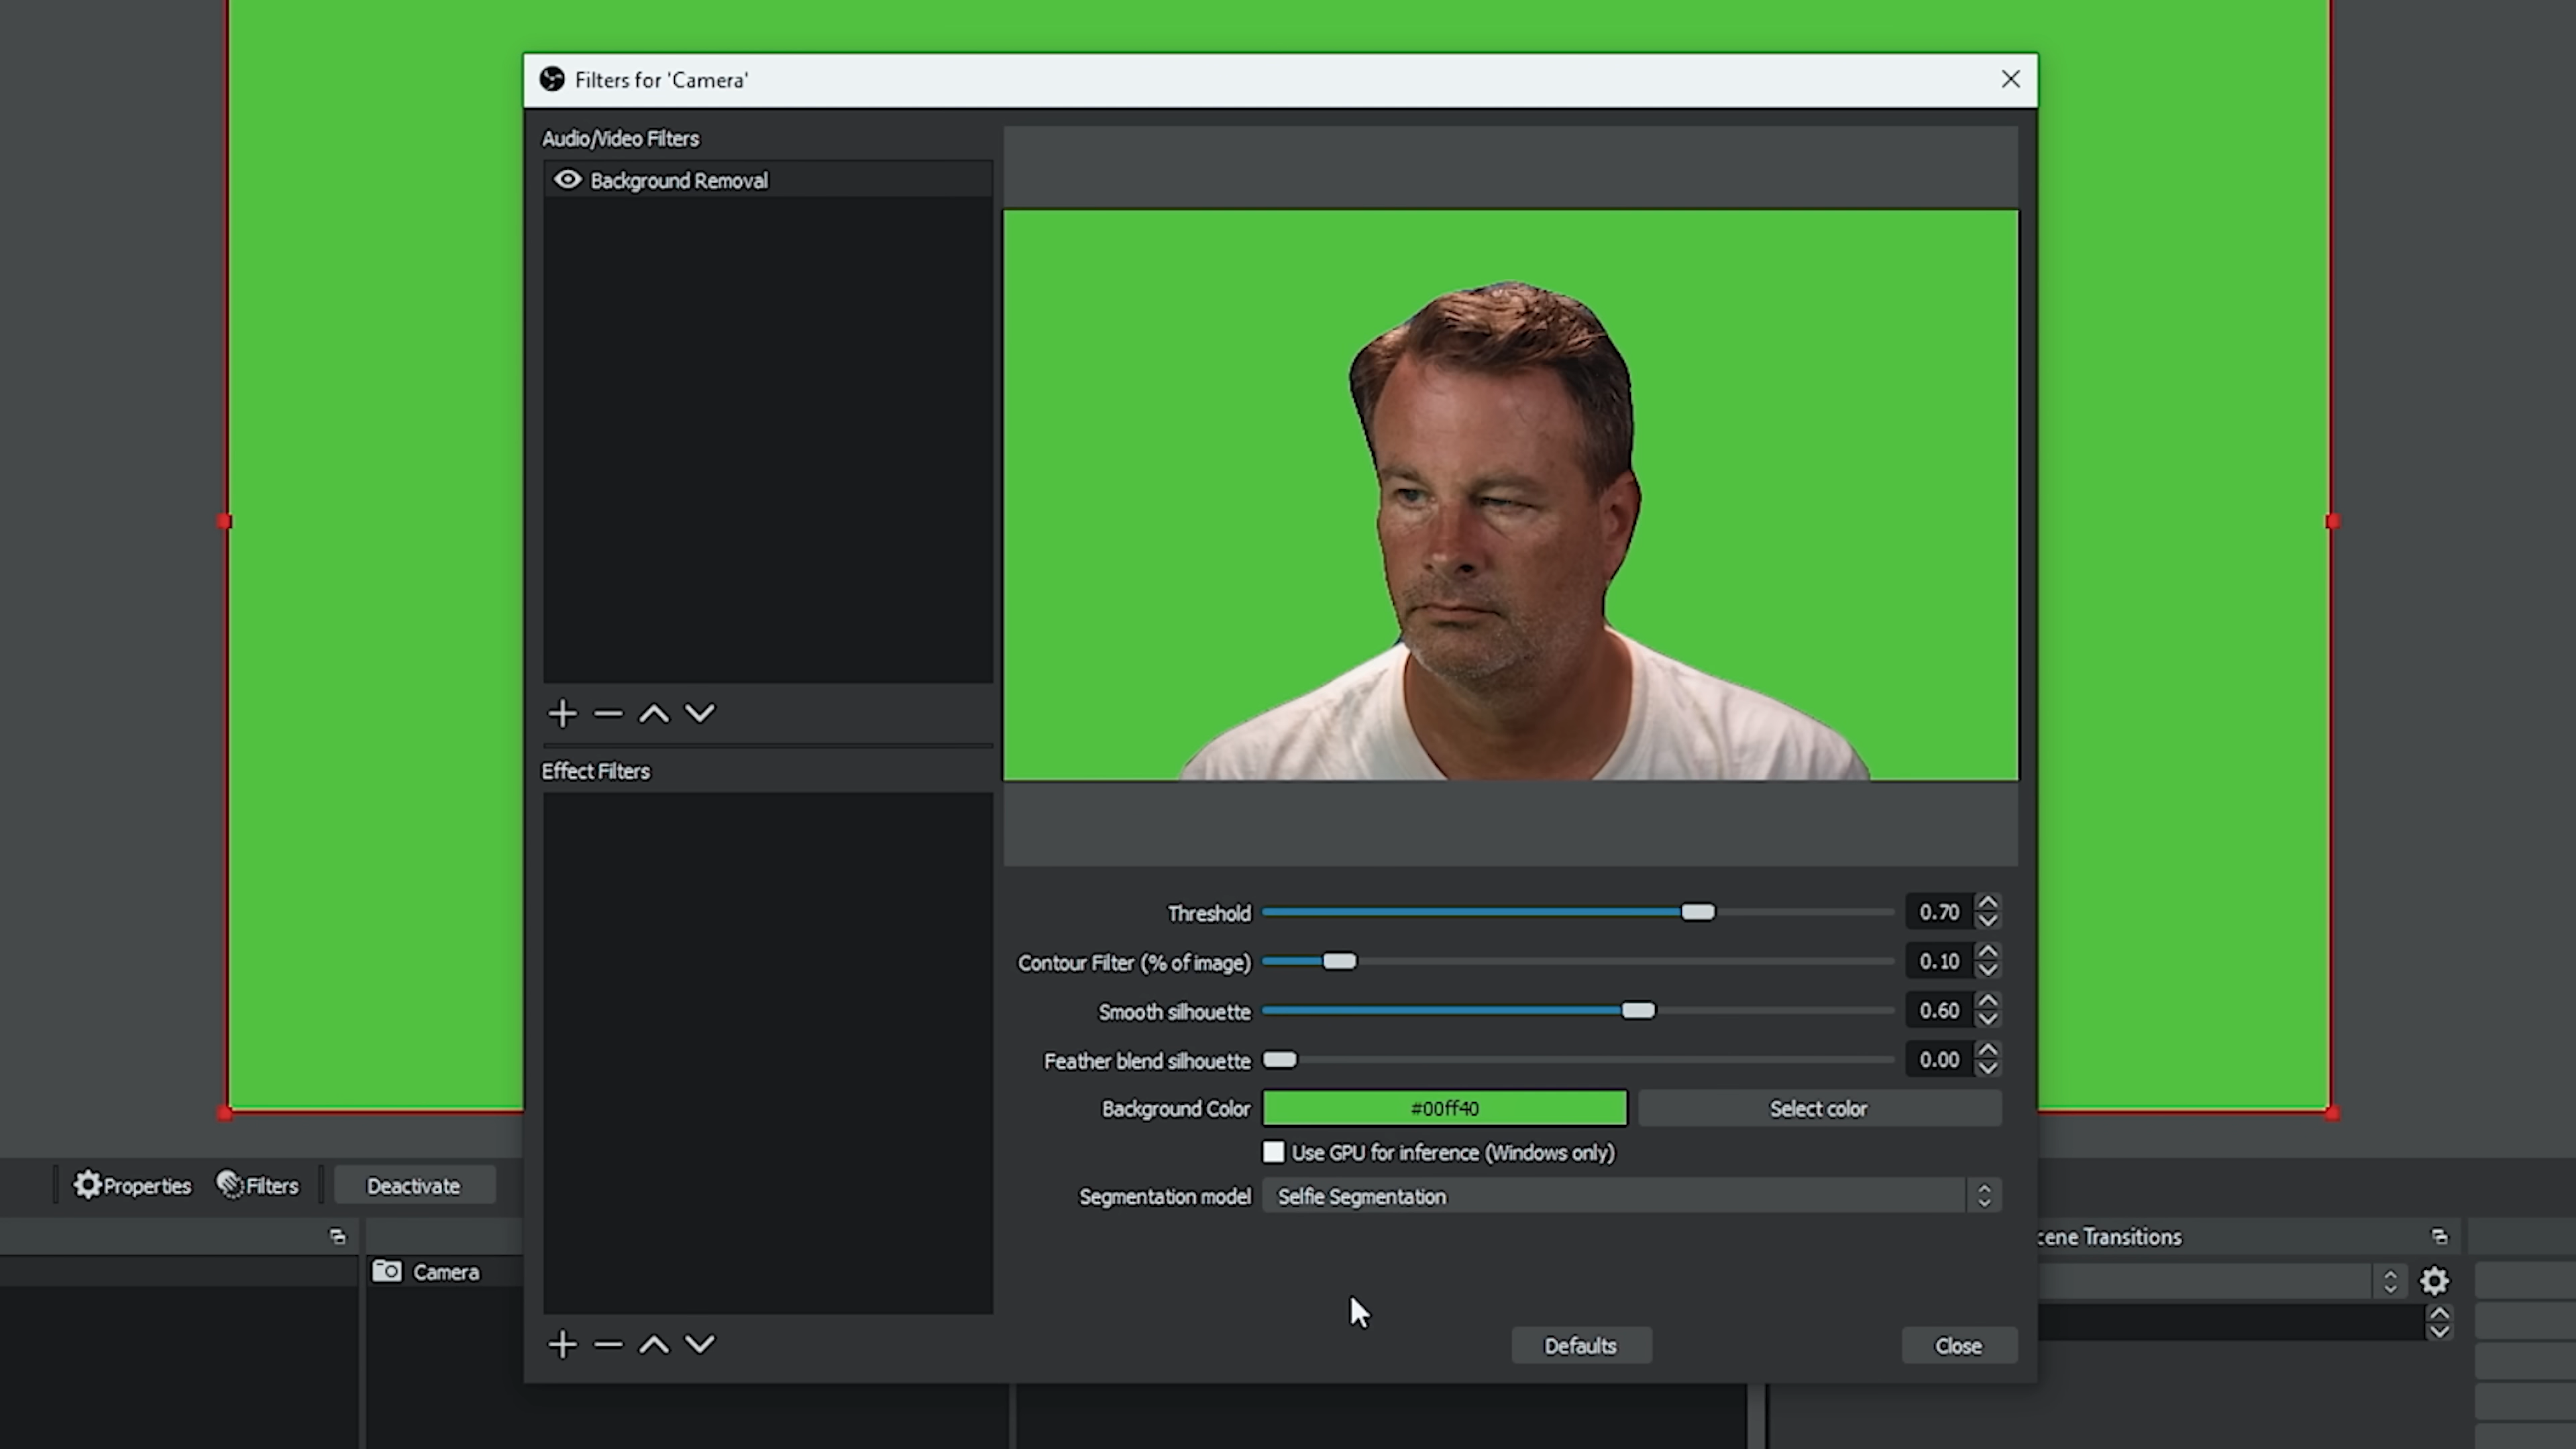 Filters for 'Camera'
Audio/Video Filters
Background Removal
Effect Filters
Threshold 0.70
Contour Filter (% of image) 0.10
Smooth silhouette 0.60
Feather blend silhouette 0.00
Background Color #00ff40 Select color
Use GPU for inference (Windows only)
Segmentation model Selfie Segmentation
Defaults Close
Properties Filters Deactivate
Camera
cene Transitions